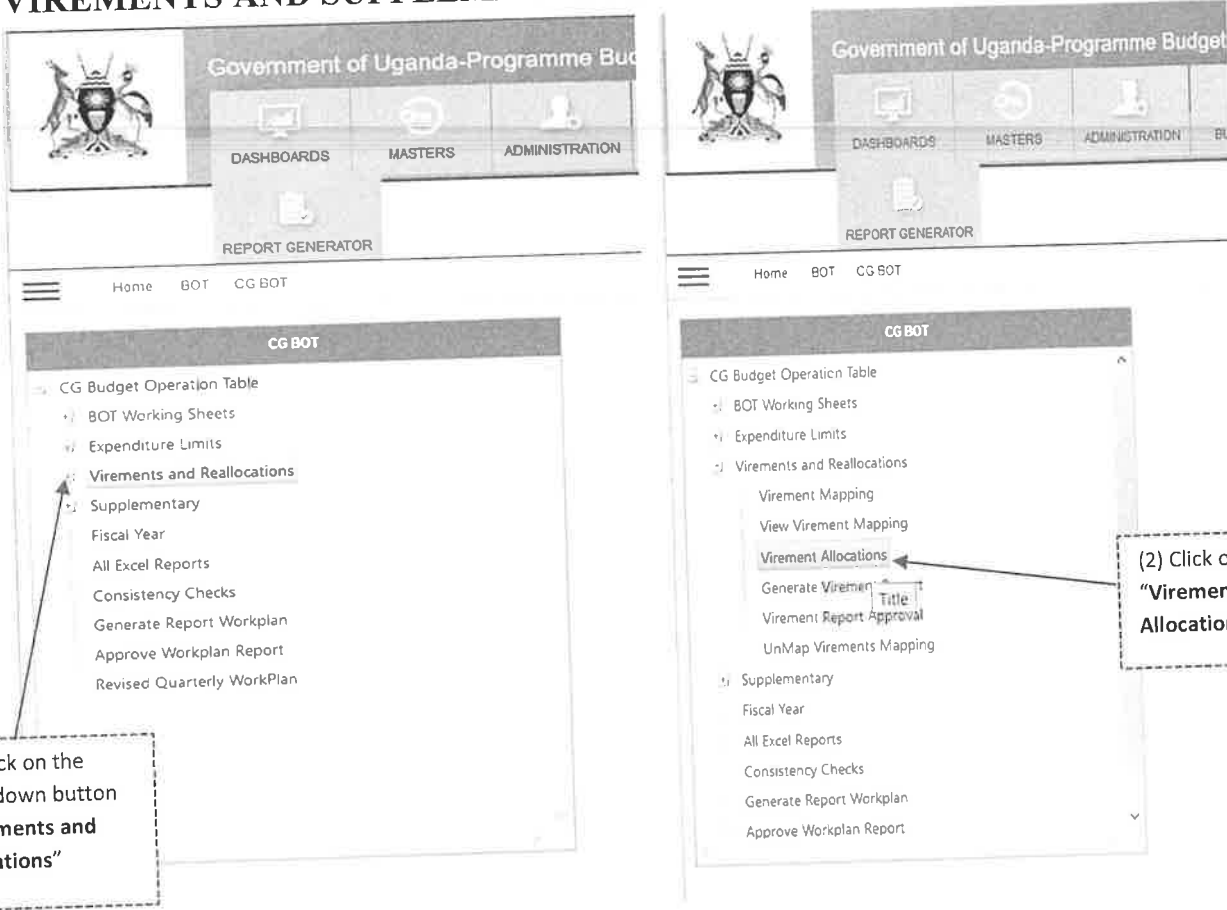 VIREMENTS AND
Government of Uganda-Programme Bud
DASHBOARDS
MASTERS
ADMINISTRATION
REPORT GENERATOR
Home BOT CG BOT
CG BOT
CG Budget Operation Table
BOT Working Sheets
Expenditure Limits
Virements and Reallocations
Supplementary
Fiscal Year
All Excel Reports
Consistency Checks
Generate Report Workplan
Approve Workplan Report
Revised Quarterly WorkPlan
ck on the
down button
ments and
ations”
Government of Uganda-Programme Budget
DASHBOARDS
MASTERS
ADMINISTRATION
BU
REPORT GENERATOR
Home BOT CG BOT
CG BOT
CG Budget Operation Table
BOT Working Sheets
Expenditure Limits
Virements and Reallocations
Virement Mapping
View Virement Mapping
Virement Allocations
Generate
Title
Virement Report Approval
UnMap Virements Mapping
Supplementary
Fiscal Year
All Excel Reports
Consistency Checks
Generate Report Workplan
Approve Workplan Report
(2) Click o
“Viremen
Allocation